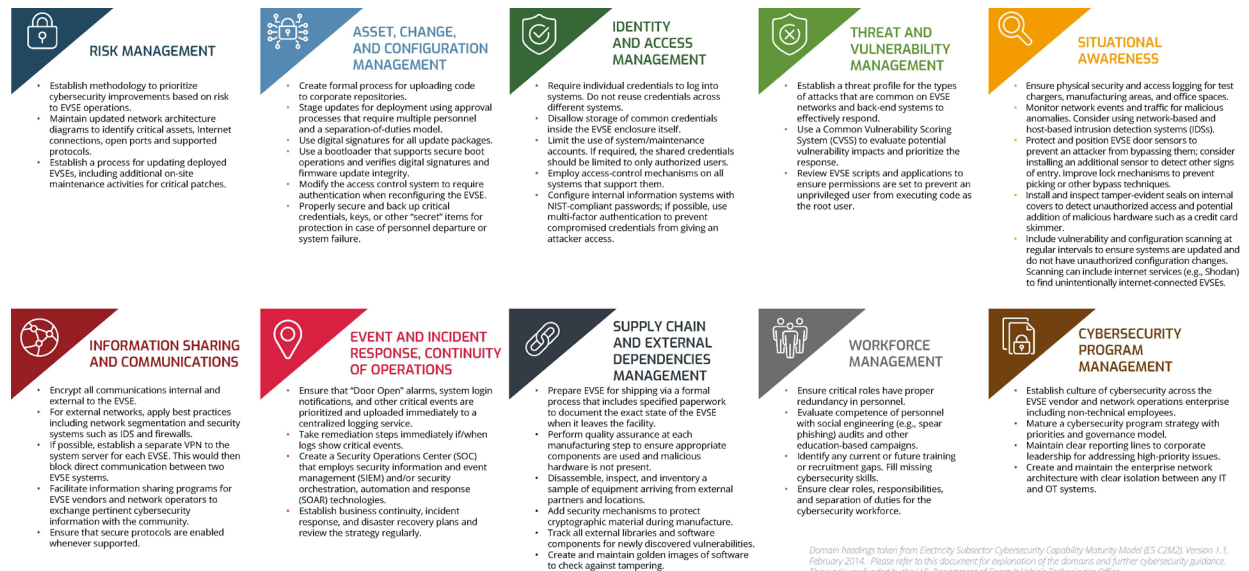 RISK MANAGEMENT
• Establish methodology to prioritize
cybersecurity improvements based on risk
to EVSE operations.
• Maintain updated network architecture
diagrams to identify critical assets, Internet
connections, open ports and supported
protocols.
• Establish a process for updating deployed
EVSEs, including additional on-site
maintenance activities for critical patches.
ASSET, CHANGE,
AND CONFIGURATION
MANAGEMENT
• Create formal process for uploading code
to corporate repositories.
• Stage updates for deployment using approval
processes that require multiple personnel
and a separation-of-duties model.
• Use digital signatures for all update packages.
• Use a bootloader that supports secure boot
operations and verifies digital signatures and
firmware update integrity.
• Modify the access control system to require
authentication when reconfiguring the EVSE.
• Properly secure and back up critical
credentials, keys, or other “secret” items for
protection in case of personnel departure or
system failure.
IDENTITY
AND ACCESS
MANAGEMENT
• Require individual credentials to log into
systems. Do not reuse credentials across
different systems.
• Disallow storage of common credentials
inside the EVSE enclosure itself.
• Limit the use of system/maintenance
accounts. If required, the shared credentials
should be limited to only authorized users.
• Employ access-control mechanisms on all
systems that support them.
• Configure internal information systems with
NIST-compliant passwords; if possible, use
multi-factor authentication to prevent
compromised credentials from giving an
attacker access.
THREAT AND
VULNERABILITY
MANAGEMENT
• Establish a threat profile for the types
of attacks that are common on EVSE
networks and back-end systems to
effectively respond.
• Use a Common Vulnerability Scoring
System (CVSS) to evaluate potential
vulnerability impacts and prioritize the
response.
• Review EVSE scripts and applications to
ensure permissions are set to prevent an
unprivileged user from executing code as
the root user.
SITUATIONAL
AWARENESS
• Ensure physical security and access logging for test
chargers, manufacturing areas, and office spaces.
• Monitor network events and traffic for malicious
anomalies. Consider using network-based and
host-based intrusion detection systems (IDSs).
• Protect and position EVSE door sensors to
prevent an attacker from bypassing them; consider
installing an additional sensor to detect other signs
of entry. Improve lock mechanisms to prevent
picking or other bypass techniques.
• Install and inspect tamper-evident seals on internal
covers to detect unauthorized access and potential
addition of malicious hardware such as a credit card
skimmer.
• Include vulnerability and configuration scanning at
regular intervals to ensure systems are updated and
do not have unauthorized configuration changes.
Scanning can include internet services (e.g., Shodan)
to find unintentionally internet-connected EVSEs.
INFORMATION SHARING
AND COMMUNICATIONS
• Encrypt all communications internal and
external to the EVSE.
• For external networks, apply best practices
including network segmentation and security
systems such as IDS and firewalls.
• If possible, establish a separate VPN to the
system server for each EVSE. This would then
block direct communication between two
EVSE systems.
• Facilitate information sharing programs for
EVSE vendors and network operators to
exchange pertinent cybersecurity
information with the community.
• Ensure that secure protocols are enabled
whenever supported.
EVENT AND INCIDENT
RESPONSE, CONTINUITY
OF OPERATIONS
• Ensure that “Door Open” alarms, system login
notifications, and other critical events are
prioritized and uploaded immediately to a
centralized logging service.
• Take remediation steps immediately if/when
logs show critical events.
• Create a Security Operations Center (SOC)
that employs security information and event
management (SIEM) and/or security
orchestration, automation and response
(SOAR) technologies.
• Establish business continuity, incident
response, and disaster recovery plans and
review the strategy regularly.
SUPPLY CHAIN
AND EXTERNAL
DEPENDENCIES
MANAGEMENT
• Prepare EVSE for shipping via a formal
process that includes specified paperwork
to document the exact state of the EVSE
when it leaves the facility.
• Perform quality assurance at each
manufacturing step to ensure appropriate
components are used and malicious
hardware is not present.
• Disassemble, inspect, and inventory a
sample of equipment arriving from external
partners and locations.
• Add security mechanisms to protect
cryptographic material during manufacture.
• Track all external libraries and software
components for newly discovered vulnerabilities.
• Create and maintain golden images of software
to check against tampering.
WORKFORCE
MANAGEMENT
• Ensure critical roles have proper
redundancy in personnel.
• Evaluate competence of personnel
with social engineering (e.g., spear
phishing) audits and other
education-based campaigns.
• Identify any current or future training
or recruitment gaps. Fill missing
cybersecurity skills.
• Ensure clear roles, responsibilities,
and separation of duties for the
cybersecurity workforce.
CYBERSECURITY
PROGRAM
MANAGEMENT
• Establish culture of cybersecurity across the
EVSE vendor and network operations enterprise
including non-technical employees.
• Mature a cybersecurity program strategy with
priorities and governance model.
• Maintain clear reporting lines to corporate
leadership for addressing high-priority issues.
• Create and maintain the enterprise network
architecture with clear isolation between any IT
and OT systems.
Domain headings taken from Electricity Subsector Cybersecurity Capability Maturity Model (ES-C2M2), Version 1.1,
February 2014. Please refer to this document for explanation of the domains and further cybersecurity guidance.